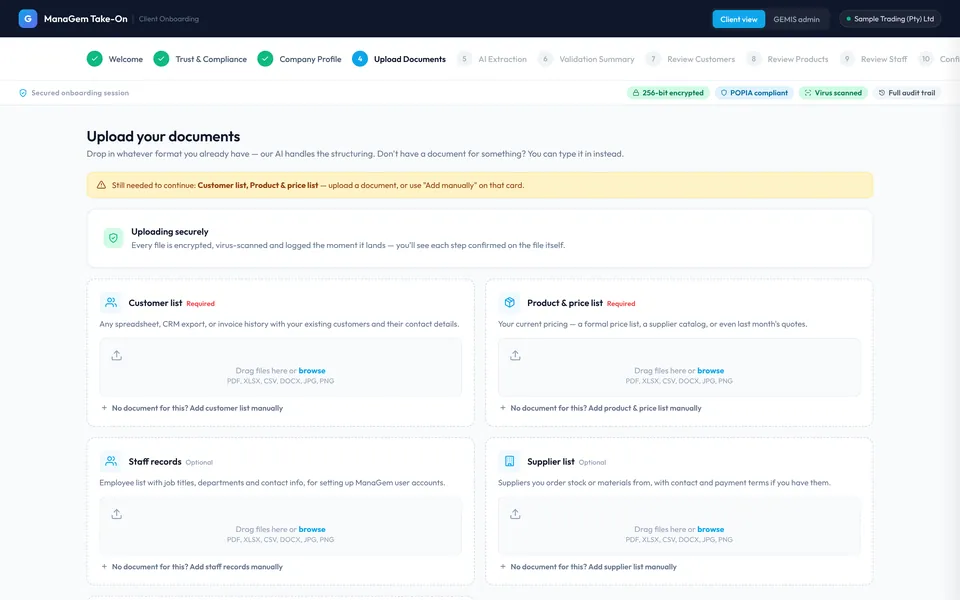 G ManaGem Take-On Client Onboarding Client view GEMIS admin Sample Trading (Pty) Ltd
Welcome Trust & Compliance Company Profile 4 Upload Documents 5 AI Extraction 6 Validation Summary 7 Review Customers 8 Review Products 9 Review Staff 10
Secured onboarding session 256-bit encrypted POPIA compliant Virus scanned Full audit trail
Upload your documents
Drop in whatever format you already have — our AI handles the structuring. Don't have a document for something? You can type it in instead.
Still needed to continue: Customer list, Product & price list — upload a document, or use "Add manually" on that card.
Uploading securely
Every file is encrypted, virus-scanned and logged the moment it lands — you'll see each step confirmed on the file itself.
Customer list Required
Any spreadsheet, CRM export, or invoice history with your existing customers and their contact details.
Drag files here or browse
PDF, XLSX, CSV, DOCX, JPG, PNG
+ No document for this? Add customer list manually
Product & price list Required
Your current pricing — a formal price list, a supplier catalog, or even last month's quotes.
Drag files here or browse
PDF, XLSX, CSV, DOCX, JPG, PNG
+ No document for this? Add product & price list manually
Staff records Optional
Employee list with job titles, departments and contact info, for setting up ManaGem user accounts.
Drag files here or browse
PDF, XLSX, CSV, DOCX, JPG, PNG
+ No document for this? Add staff records manually
Supplier list Optional
Suppliers you order stock or materials from, with contact and payment terms if you have them.
Drag files here or browse
PDF, XLSX, CSV, DOCX, JPG, PNG
+ No document for this? Add supplier list manually